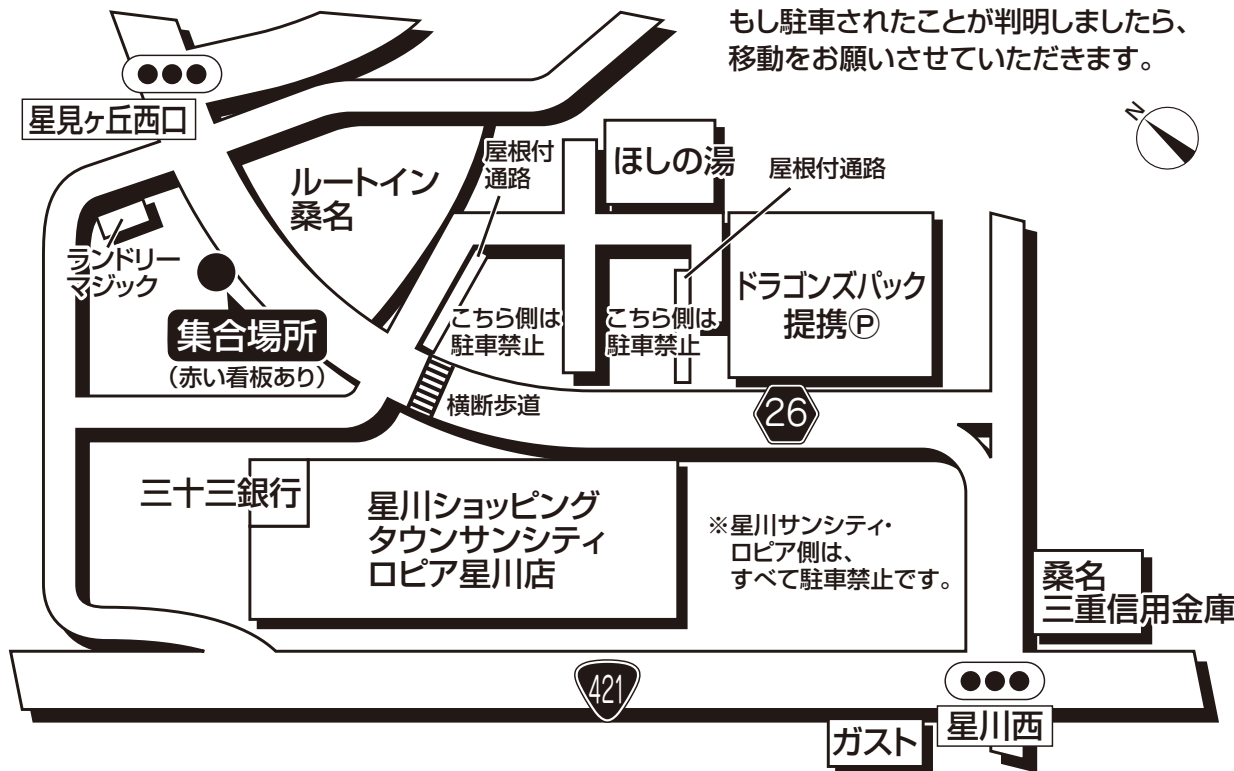 もし駐車されたことが判明しましたら、
移動をお願いさせていただきます。
N
星見ヶ丘西口
ルートイン
桑名
屋根付
通路
ほしの湯
屋根付通路
ランドリー
マジック
集合場所
(赤い看板あり)
こちら側は
駐車禁止
こちら側は
駐車禁止
ドラゴンズパック
提携Ⓟ
横断歩道
26
三十三銀行
星川ショッピング
タウンサンシティ
ロピア星川店
※星川サンシティ・
ロピア側は、
すべて駐車禁止です。
桑名
三重信用金庫
421
星川西
ガスト